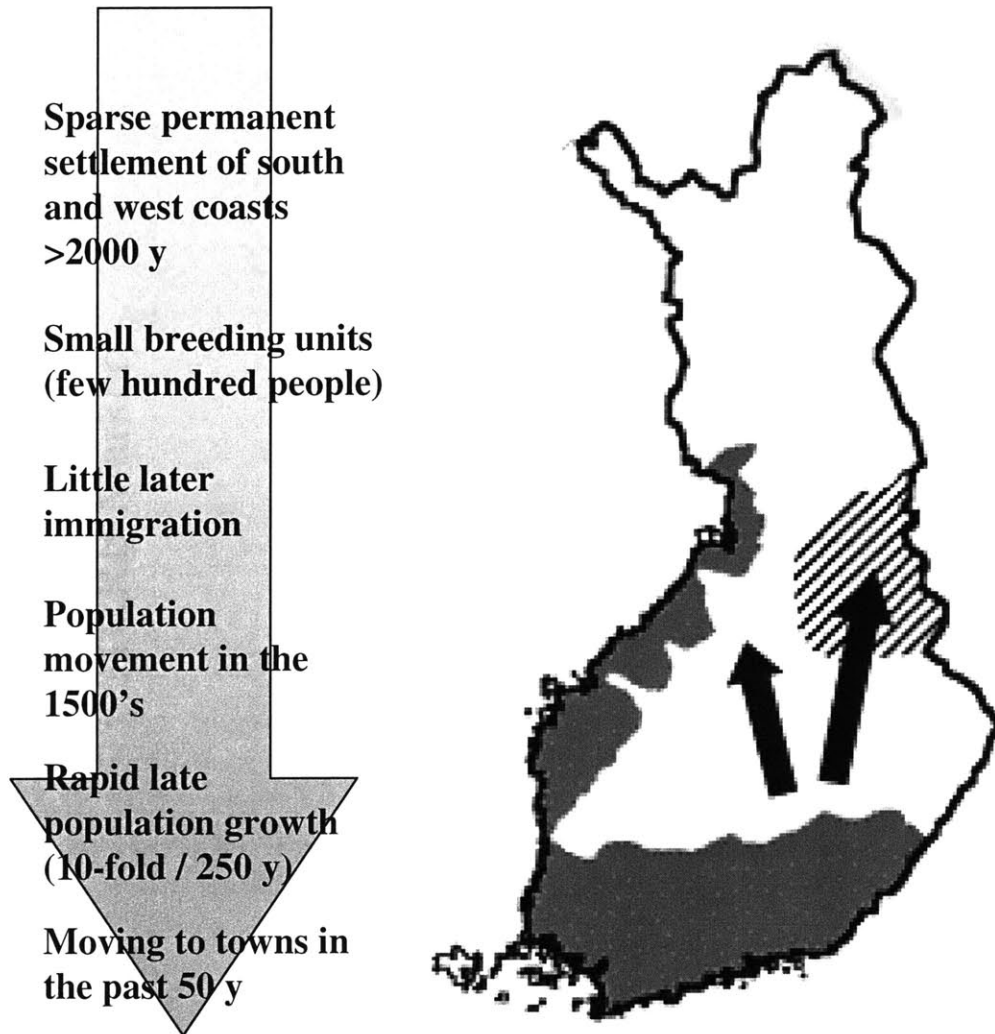 Sparse permanent
settlement of south
and west coasts
>2000 y
Small breeding units
(few hundred people)
Little later
immigration
Population
movement in the
1500’s
Rapid late
population growth
(10-fold / 250 y)
Moving to towns in
the past 50 y